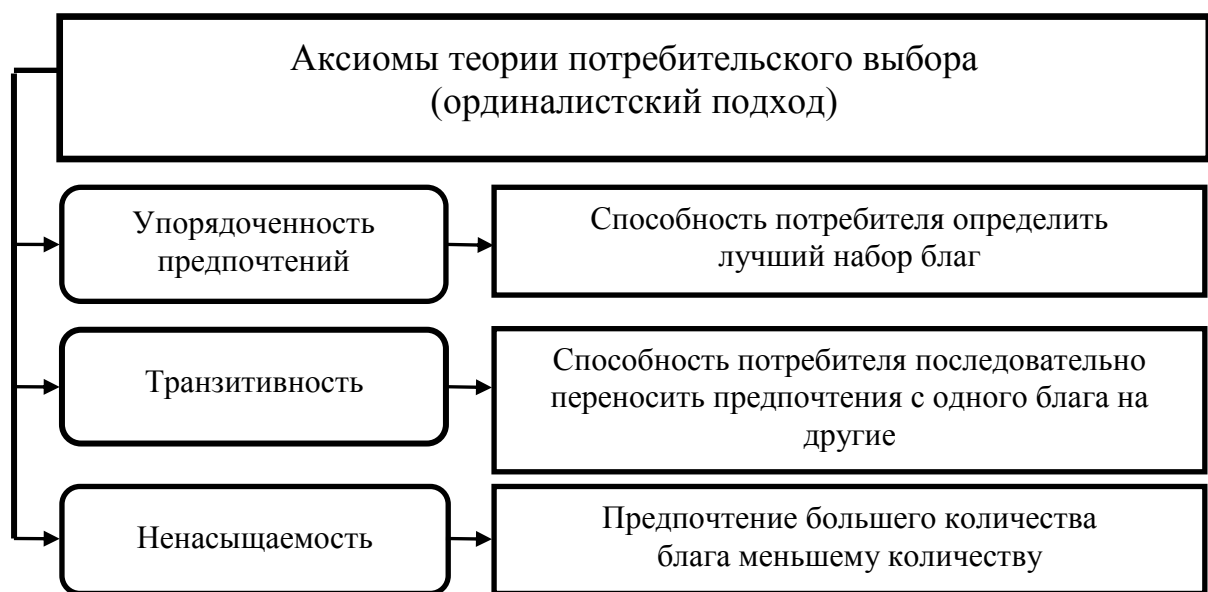 Аксиомы теории потребительского выбора
(ординалистский подход)
Упорядоченность
предпочтений
Способность потребителя определить
лучший набор благ
Транзитивность
Способность потребителя последовательно
переносить предпочтения с одного блага на
другие
Ненасыщаемость
Предпочтение большего количества
блага меньшему количеству